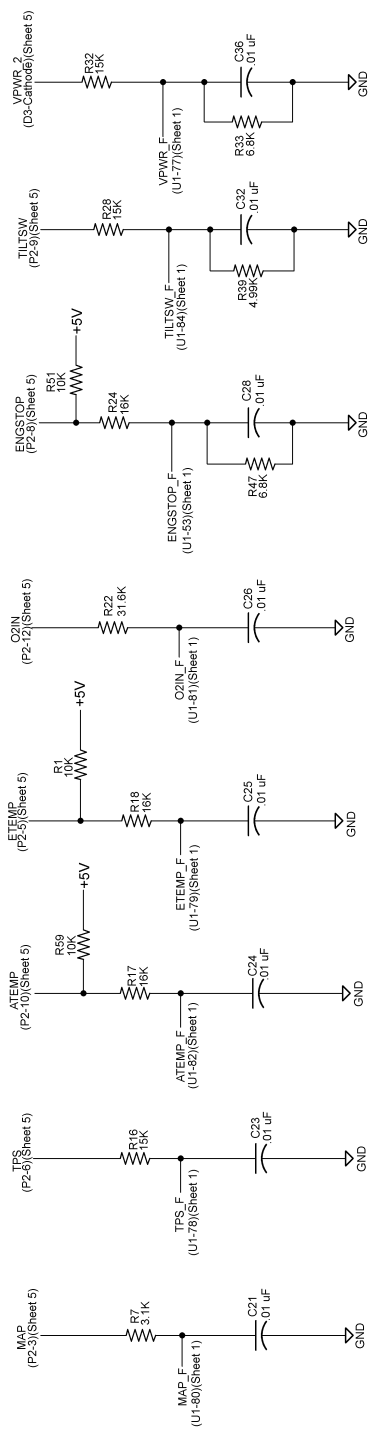 MAP
(P2-3)(Sheet 5)
R7
3.1K
MAP_F
(U1-80)(Sheet 1)
C21
.01 uF
GND
TPS
(P2-6)(Sheet 5)
R16
15K
TPS_F
(U1-78)(Sheet 1)
C23
.01 uF
GND
ATEMP
(P2-10)(Sheet 5)
R59
10K
+5V
R17
16K
ATEMP_F
(U1-82)(Sheet 1)
C24
.01 uF
GND
ETEMP
(P2-5)(Sheet 5)
R1
10K
+5V
R18
16K
ETEMP_F
(U1-79)(Sheet 1)
C25
.01 uF
GND
O2IN
(P2-12)(Sheet 5)
R22
31.6K
O2IN_F
(U1-81)(Sheet 1)
C26
.01 uF
GND
ENGSTOP
(P2-8)(Sheet 5)
R51
10K
+5V
R24
16K
ENGSTOP_F
(U1-53)(Sheet 1)
R47
6.8K
C28
.01 uF
GND
TILTSW
(P2-9)(Sheet 5)
R28
15K
TILTSW_F
(U1-84)(Sheet 1)
R39
4.99K
C32
.01 uF
GND
VPWR_2
(D3-Cathode)(Sheet 5)
R32
15K
VPWR_F
(U1-77)(Sheet 1)
R33
6.8K
C36
.01 uF
GND